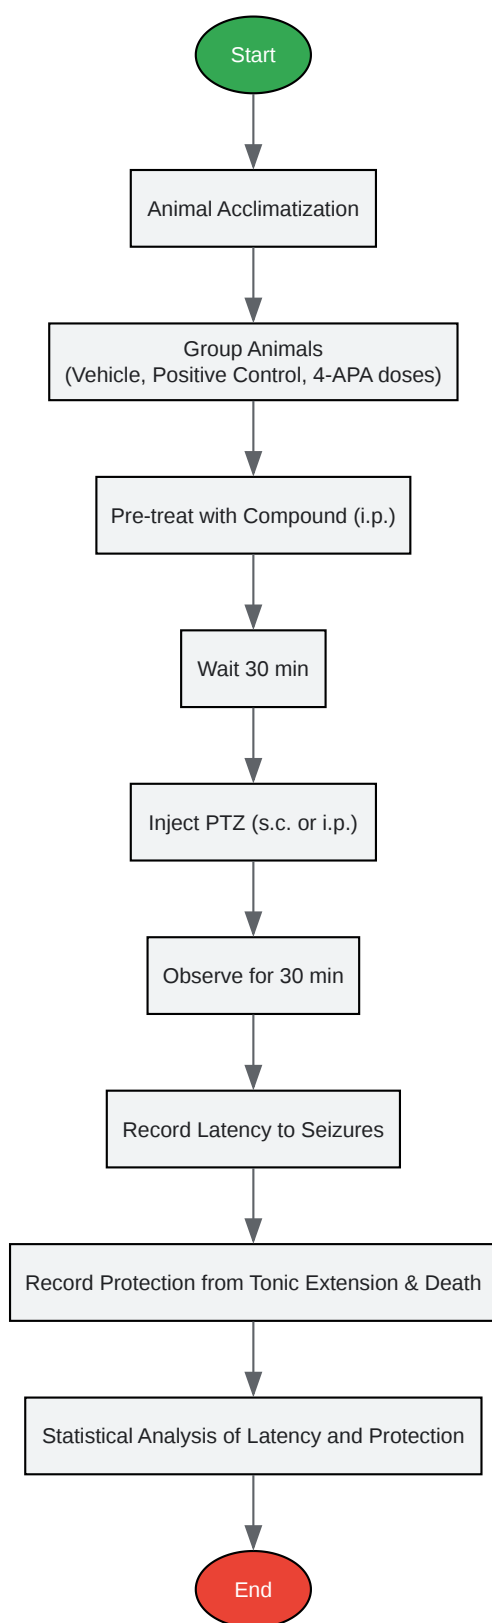 Start
Animal Acclimatization
Group Animals
(Vehicle, Positive Control, 4-APA doses)
Pre-treat with Compound (i.p.)
Wait 30 min
Inject PTZ (s.c. or i.p.)
Observe for 30 min
Record Latency to Seizures
Record Protection from Tonic Extension & Death
Statistical Analysis of Latency and Protection
End